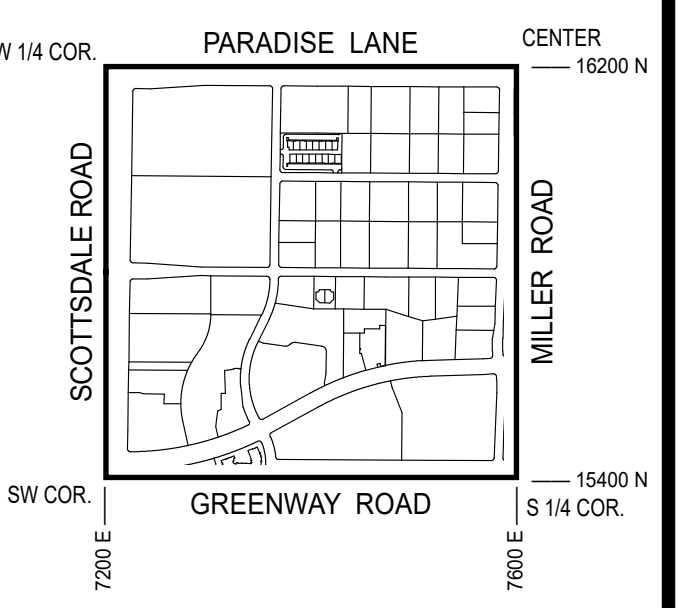 PARADISE LANE
CENTER
W 1/4 COR.
16200 N
SCOTTSDALE ROAD
MILLER ROAD
15400 N
SW COR.
GREENWAY ROAD
S 1/4 COR.
7200 E
7600 E